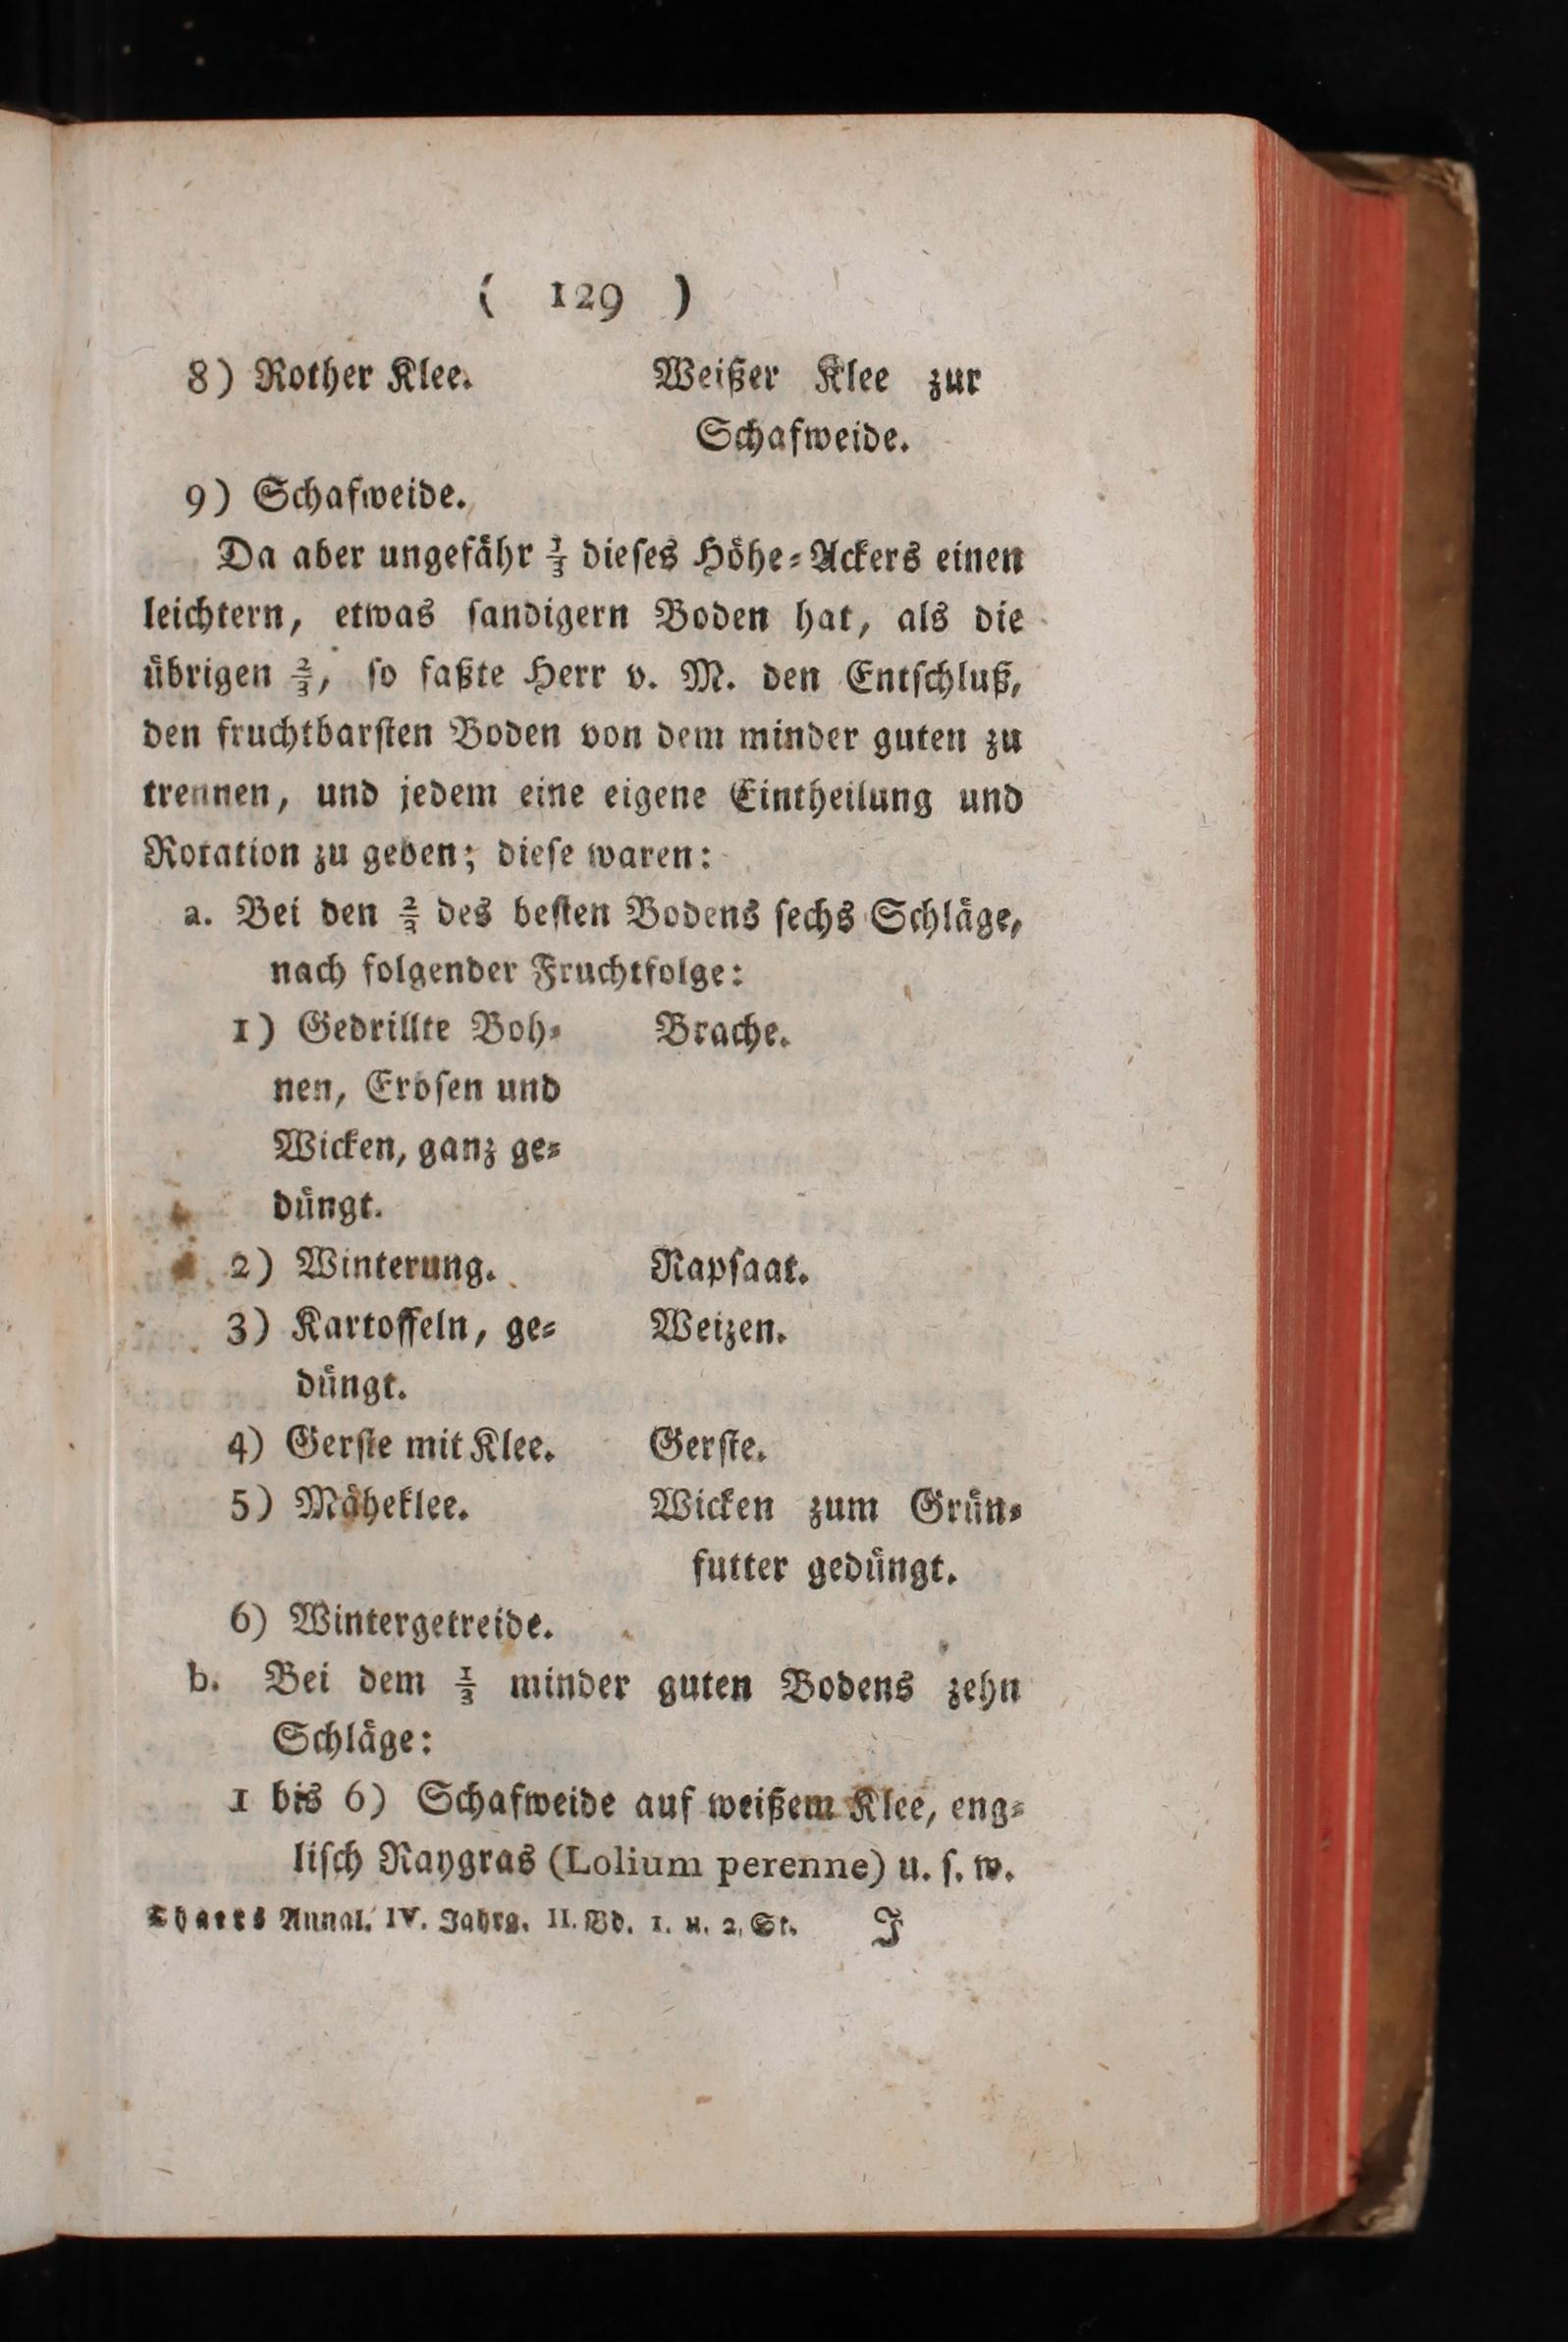 ( 129 )
8) Rother Klee. Weißer Klee zur
Schafweide.
9) Schafweide.
Da aber ungefähr ⅓ dieſes Höhe-Ackers einen
leichtern, etwas ſandigern Boden hat, als die
übrigen ⅔, ſo faßte Herr v. M. den Entſchluß,
den fruchtbarſten Boden von dem minder guten zu
trennen, und jedem eine eigene Eintheilung und
Rotation zu geben; dieſe waren:
a. Bei den ⅔ des beſten Bodens ſechs Schläge,
nach folgender Fruchtfolge:
1) Gedrillte Boh- Brache.
nen, Erbſen und
Wicken, ganz ge-
düngt.
2) Winterung. Rapſaat.
3) Kartoffeln, ge- Weizen.
düngt.
4) Gerſte mit Klee. Gerſte.
5) Mäheklee. Wicken zum Grün-
futter gedüngt.
6) Wintergetreide.
b. Bei dem ⅓ minder guten Bodens zehn
Schläge:
1 bis 6) Schafweide auf weißem Klee, eng-
liſch Raygras (Lolium perenne) u. ſ. w.
Thaers Annal. IV. Jahrg. II. Bd. 1. u. 2. St. J